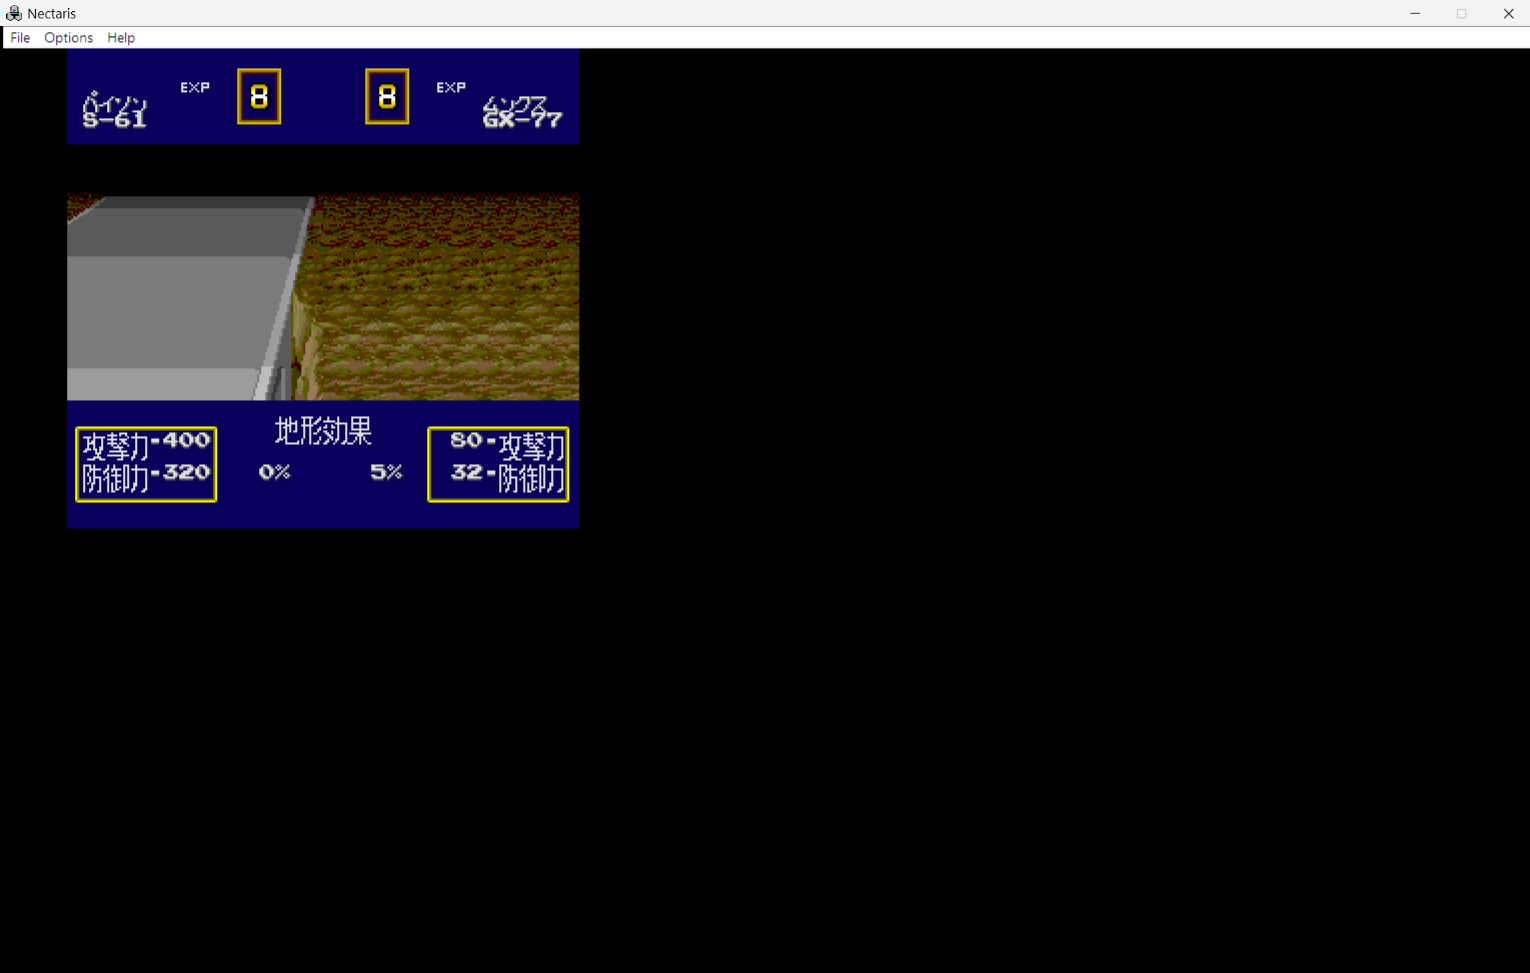 Nectaris
File Options Help
バイソン EXP 8 8 EXP ムンクス
S-61 GX-77
地形効果
攻撃力-400 80-攻撃力
防御力-320 0% 5% 32-防御力